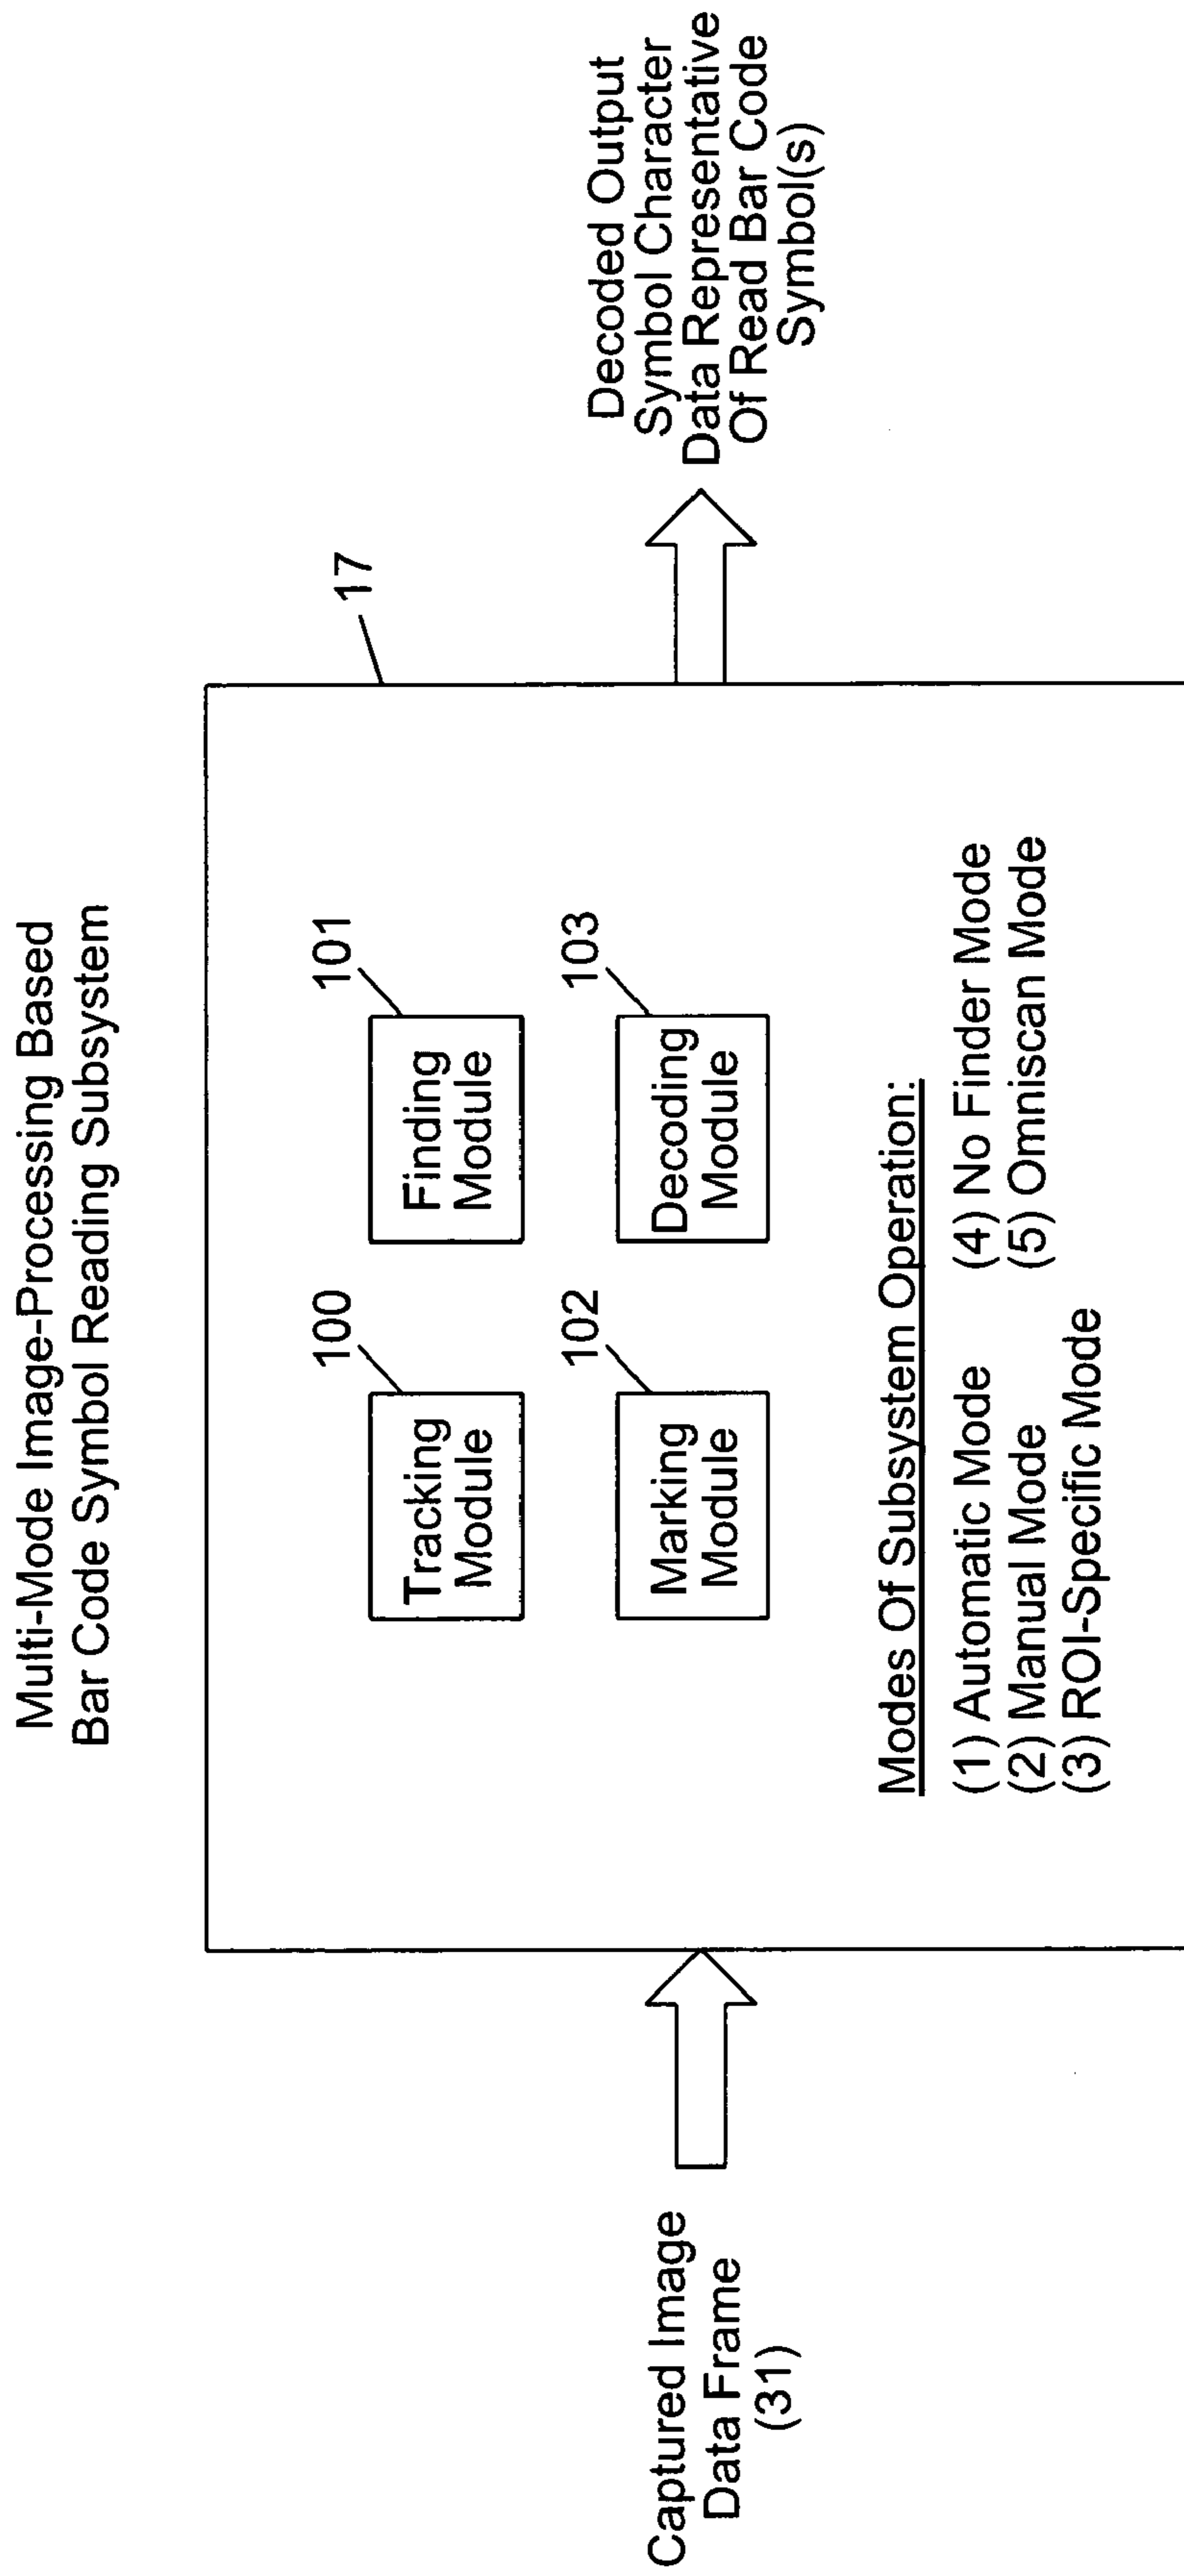 Multi-Mode Image-Processing Based
Bar Code Symbol Reading Subsystem
17
100
Tracking
Module
101
Finding
Module
102
Marking
Module
103
Decoding
Module
Captured Image
Data Frame
(31)
Decoded Output
Symbol Character
Data Representative
Of Read Bar Code
Symbol(s)
Modes Of Subsystem Operation:
(1) Automatic Mode
(2) Manual Mode
(3) ROI-Specific Mode
(4) No Finder Mode
(5) Omniscan Mode